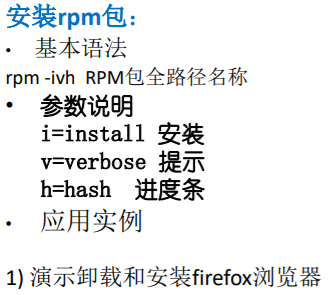 安装rpm包：
• 基本语法
rpm -ivh RPM包全路径名称
• 参数说明
i=install 安装
v=verbose 提示
h=hash 进度条
• 应用实例
1) 演示卸载和安装firefox浏览器